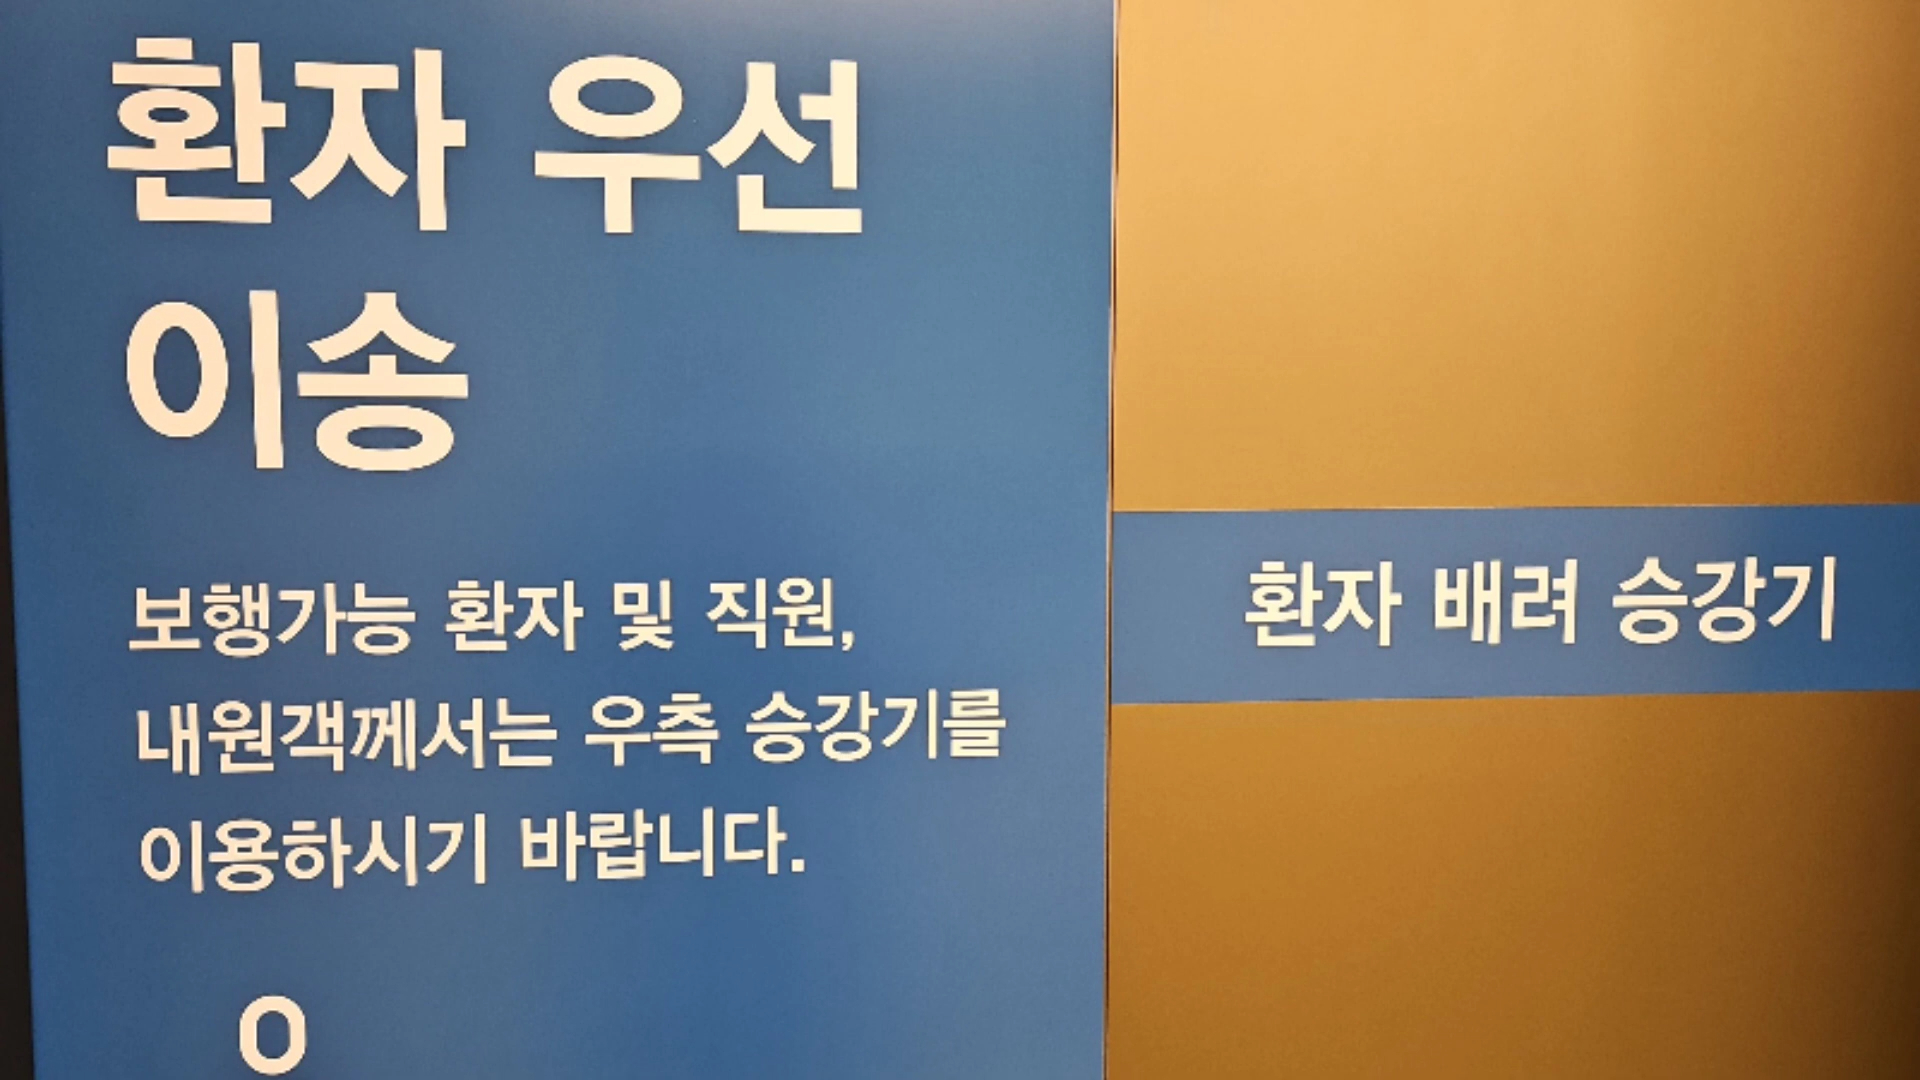 환자 우선
이송
보행가능 환자 및 직원,
내원객께서는 우측 승강기를
이용하시기 바랍니다.
환자 배려 승강기